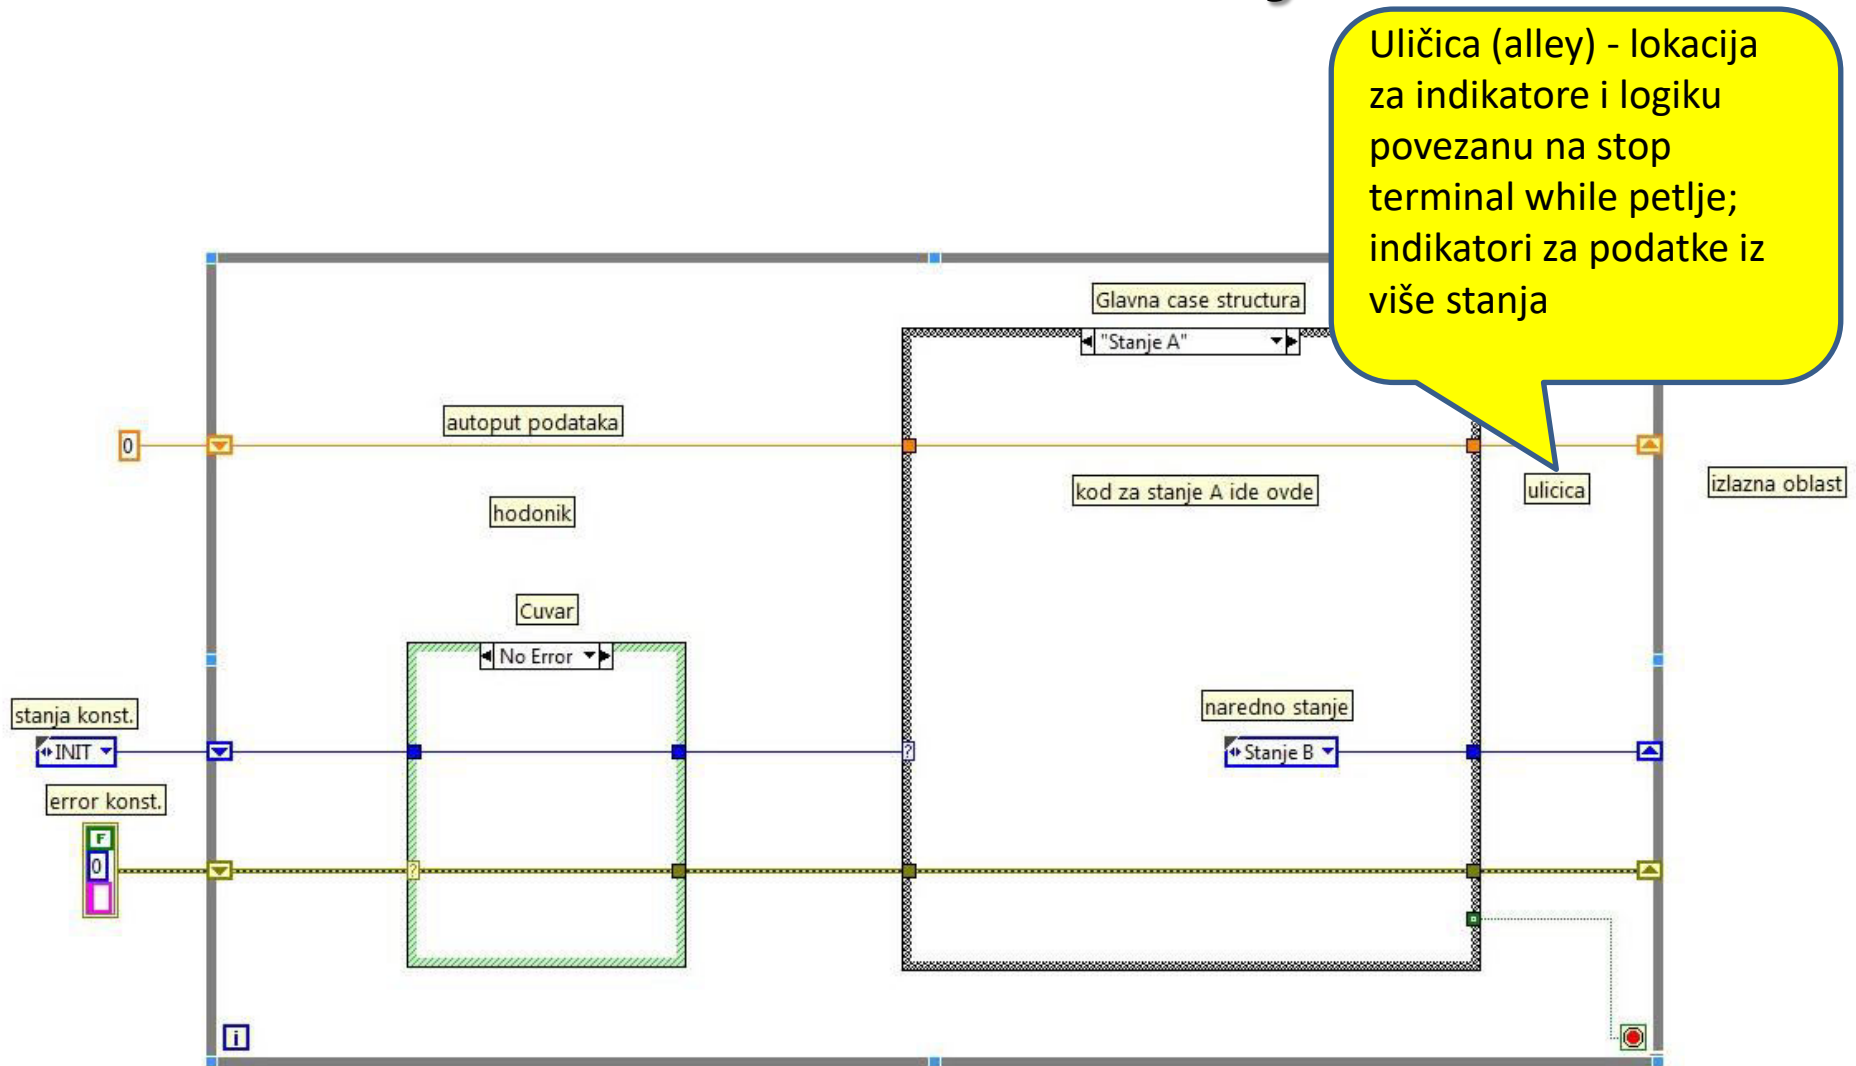 Uličica (alley) - lokacija
za indikatore i logiku
povezanu na stop
terminal while petlje;
indikatori za podatke iz
više stanja
Glavna case structura
"Stanje A"
autoput podataka
0
kod za stanje A ide ovde
ulicica
izlazna oblast
hodonik
Cuvar
No Error
stanja konst.
INIT
naredno stanje
Stanje B
error konst.
F
0
?
?
i